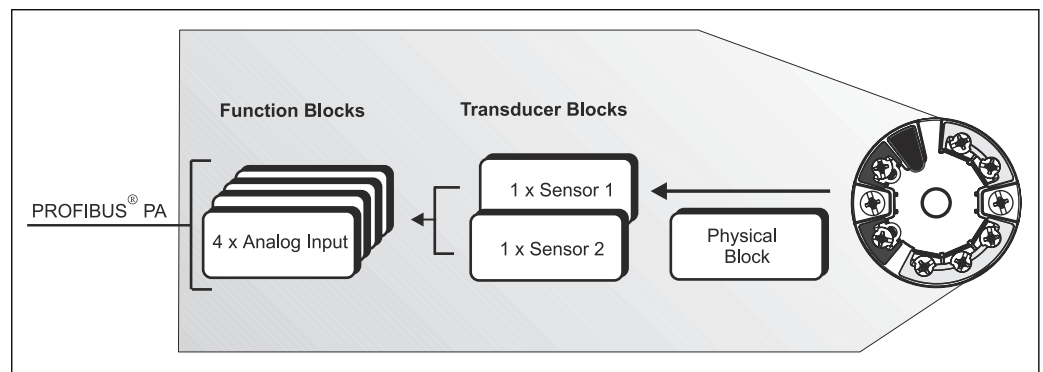 Function Blocks
Transducer Blocks
PROFIBUS® PA
4 x Analog Input
1 x Sensor 1
1 x Sensor 2
Physical
Block